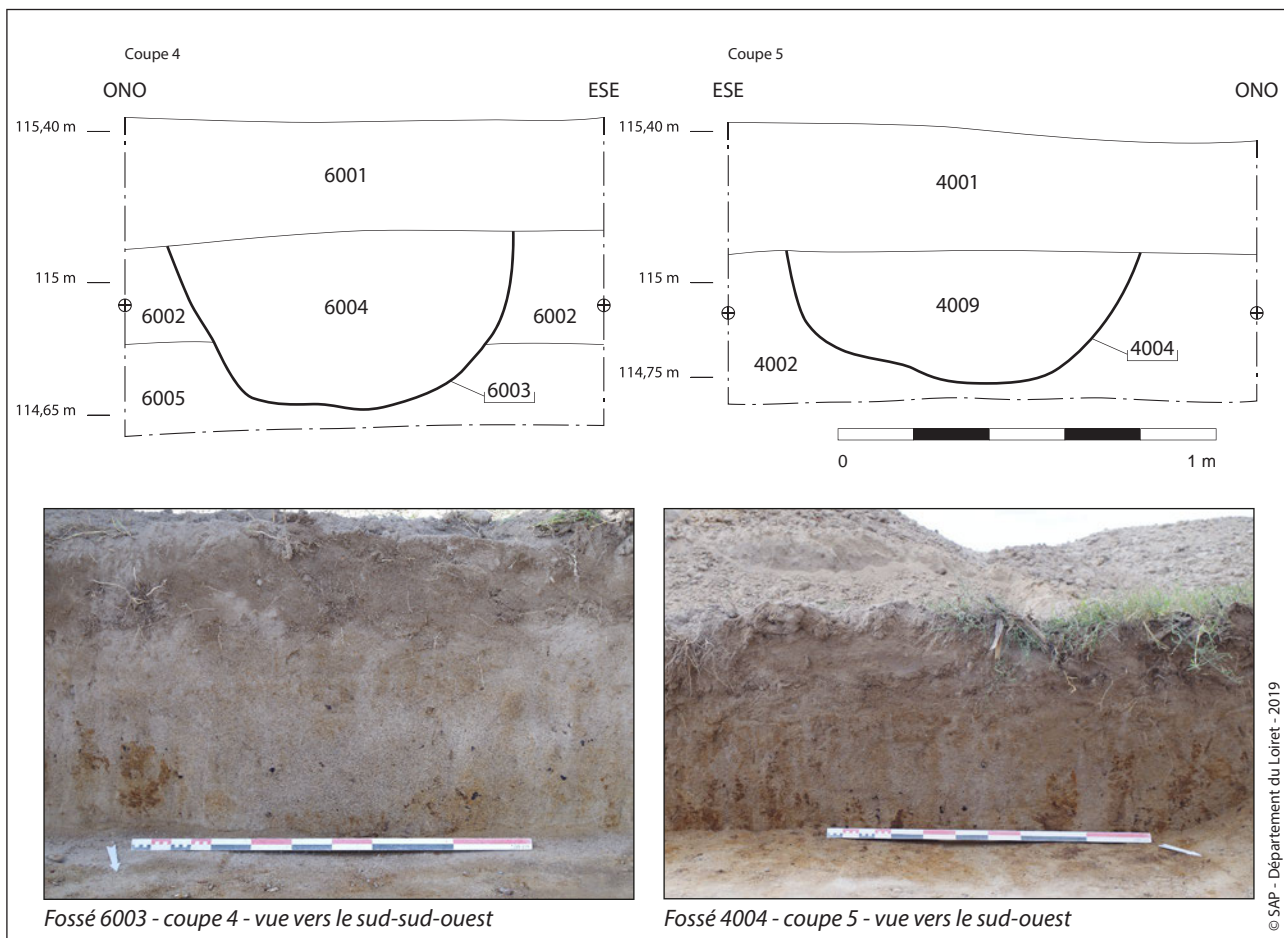 Coupe 4
ONO ESE
115,40 m
6001
115 m
6004
6002 6002
6005
6003
114,65 m
Coupe 5
ESE ONO
115,40 m
4001
115 m
4009
4004
4002
114,75 m
0 1 m
Fossé 6003 - coupe 4 - vue vers le sud-sud-ouest
Fossé 4004 - coupe 5 - vue vers le sud-ouest
© SAP - Département du Loiret - 2019